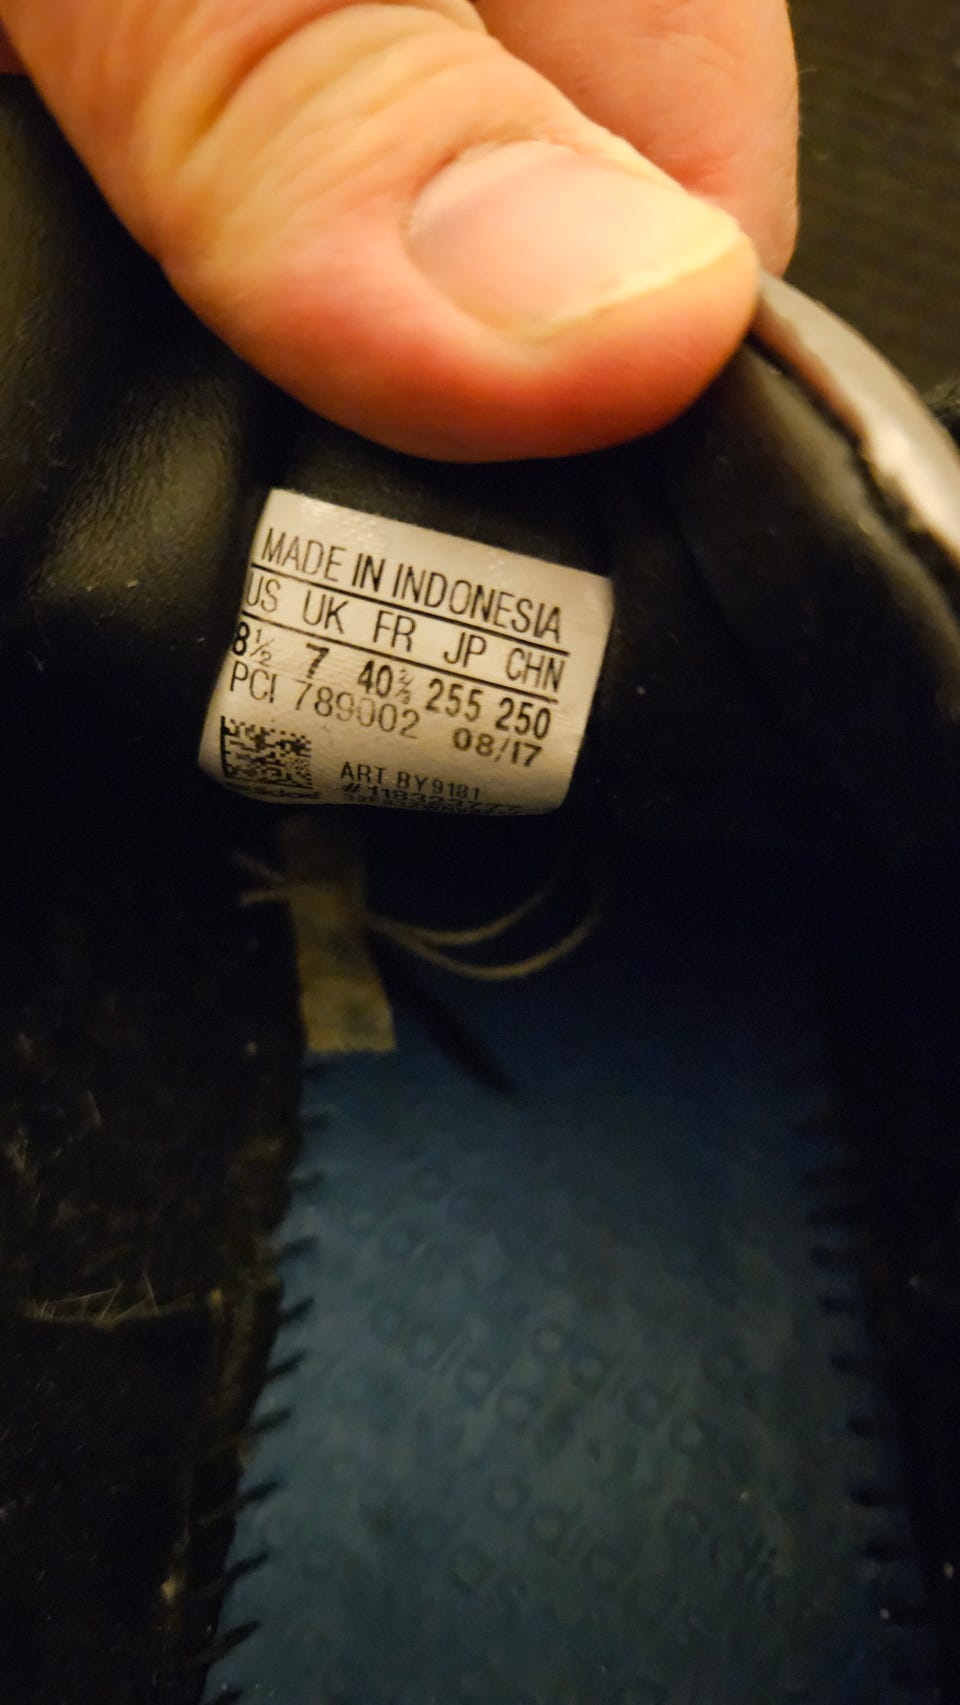 MADE IN INDONESIA
US UK FR JP CHN
8½ 7 40⅔ 255 250
PCI 789002 08/17
ART BY9181